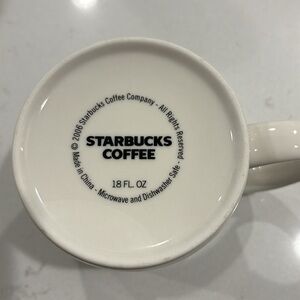 © 2006 Starbucks Coffee Company - All Rights Reserved
STARBUCKS
COFFEE
18 FL. OZ
Made in China - Microwave and Dishwasher Safe -